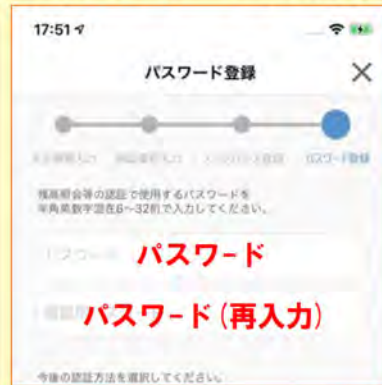 17:51
パスワード登録
パスワード登録
残高照会等の認証で使用するパスワードを
半角英数字混在6〜32桁で入力してください。
パスワード
パスワード(再入力)
今後の認証方法を選択してください。